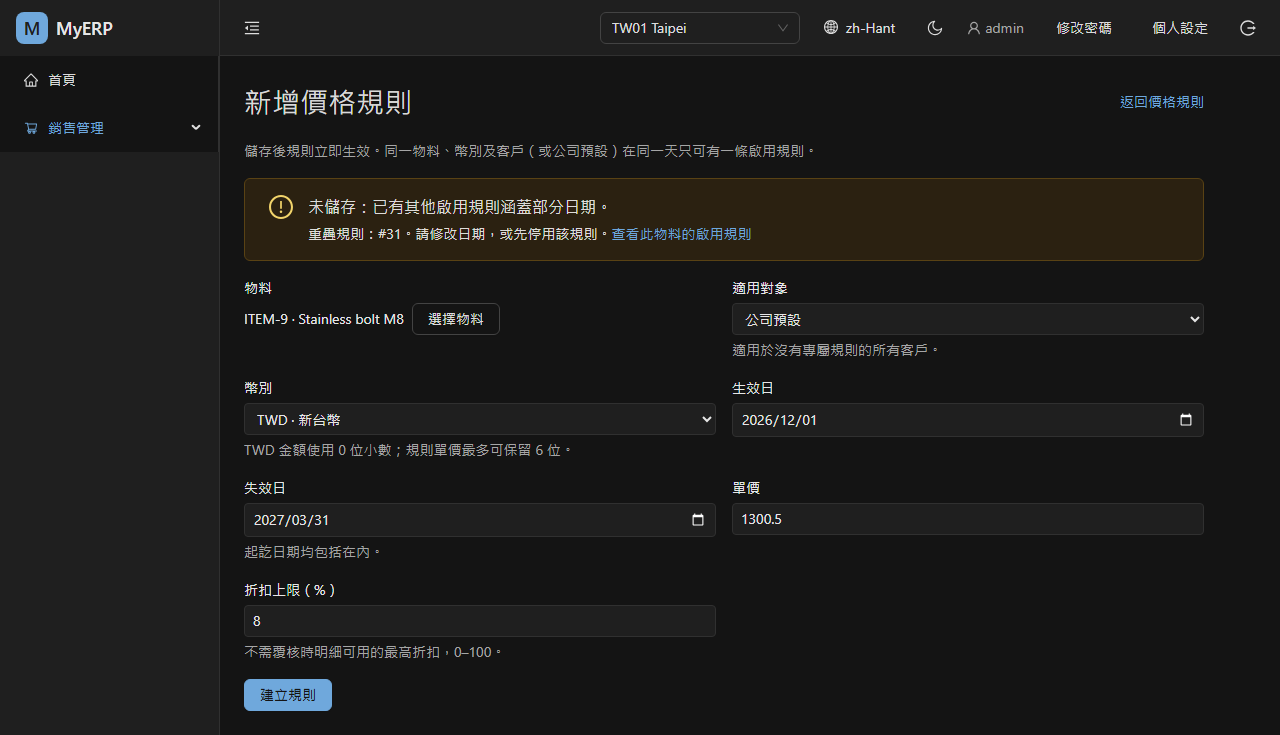 M MyERP
TW01 Taipei
zh-Hant
admin
修改密碼
個人設定
首頁
銷售管理
新增價格規則
返回價格規則
儲存後規則立即生效。同一物料、幣別及客戶（或公司預設）在同一天只可有一條啟用規則。
未儲存：已有其他啟用規則涵蓋部分日期。
重疊規則：#31。請修改日期，或先停用該規則。查看此物料的啟用規則
物料
ITEM-9 · Stainless bolt M8
選擇物料
適用對象
公司預設
適用於沒有專屬規則的所有客戶。
幣別
TWD · 新台幣
TWD 金額使用 0 位小數；規則單價最多可保留 6 位。
生效日
2026/12/01
失效日
2027/03/31
起訖日期均包括在內。
單價
1300.5
折扣上限（%）
8
不需覆核時明細可用的最高折扣，0–100。
建立規則